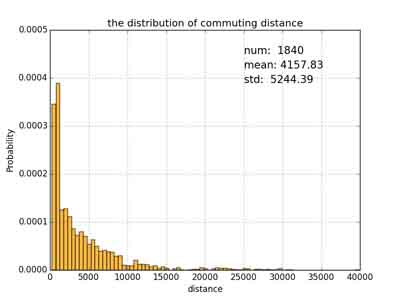 the distribution of commuting distance
num: 1840
mean: 4157.83
std: 5244.39
0.0005
0.0004
0.0003
0.0002
0.0001
0.0000
Probability
0 5000 10000 15000 20000 25000 30000 35000 40000
distance